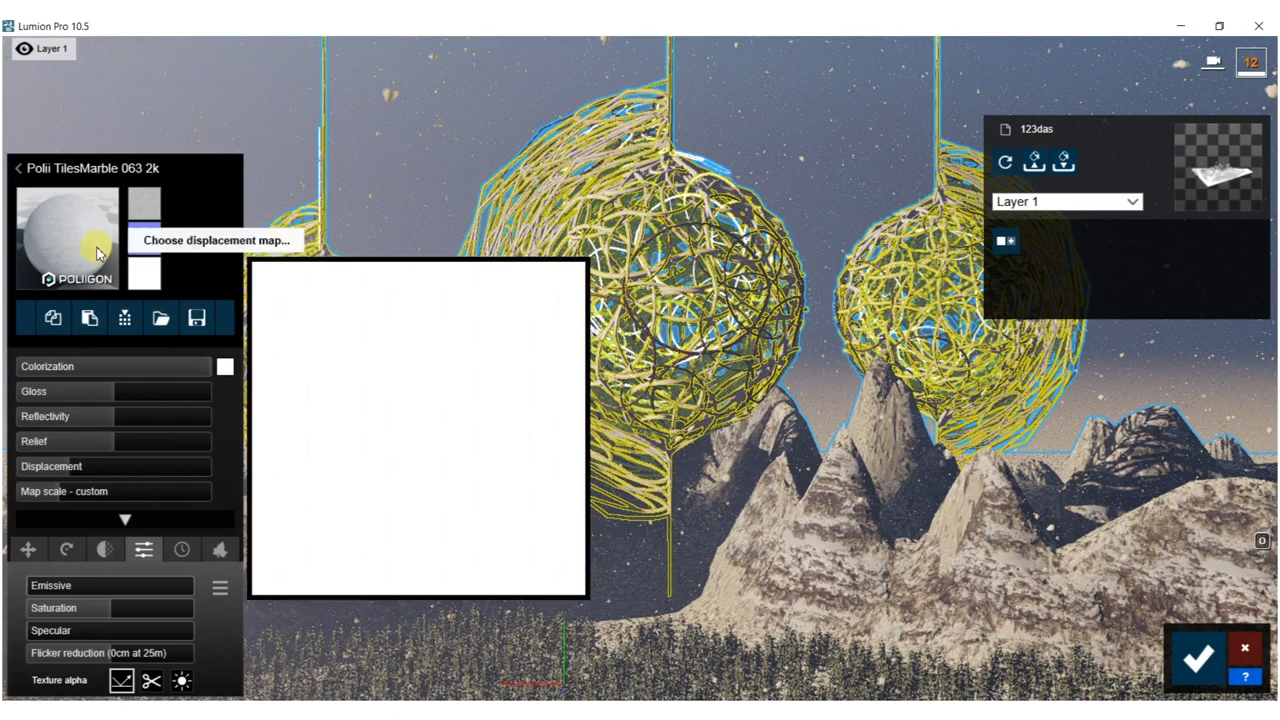 Lumion Pro 10.5
Layer 1
12
Polii TilesMarble 063 2k
POLIIGON
Choose displacement map...
123das
Layer 1
Colorization
Gloss
Reflectivity
Relief
Displacement
Map scale - custom
Emissive
Saturation
Specular
Flicker reduction (0cm at 25m)
Texture alpha
O
?